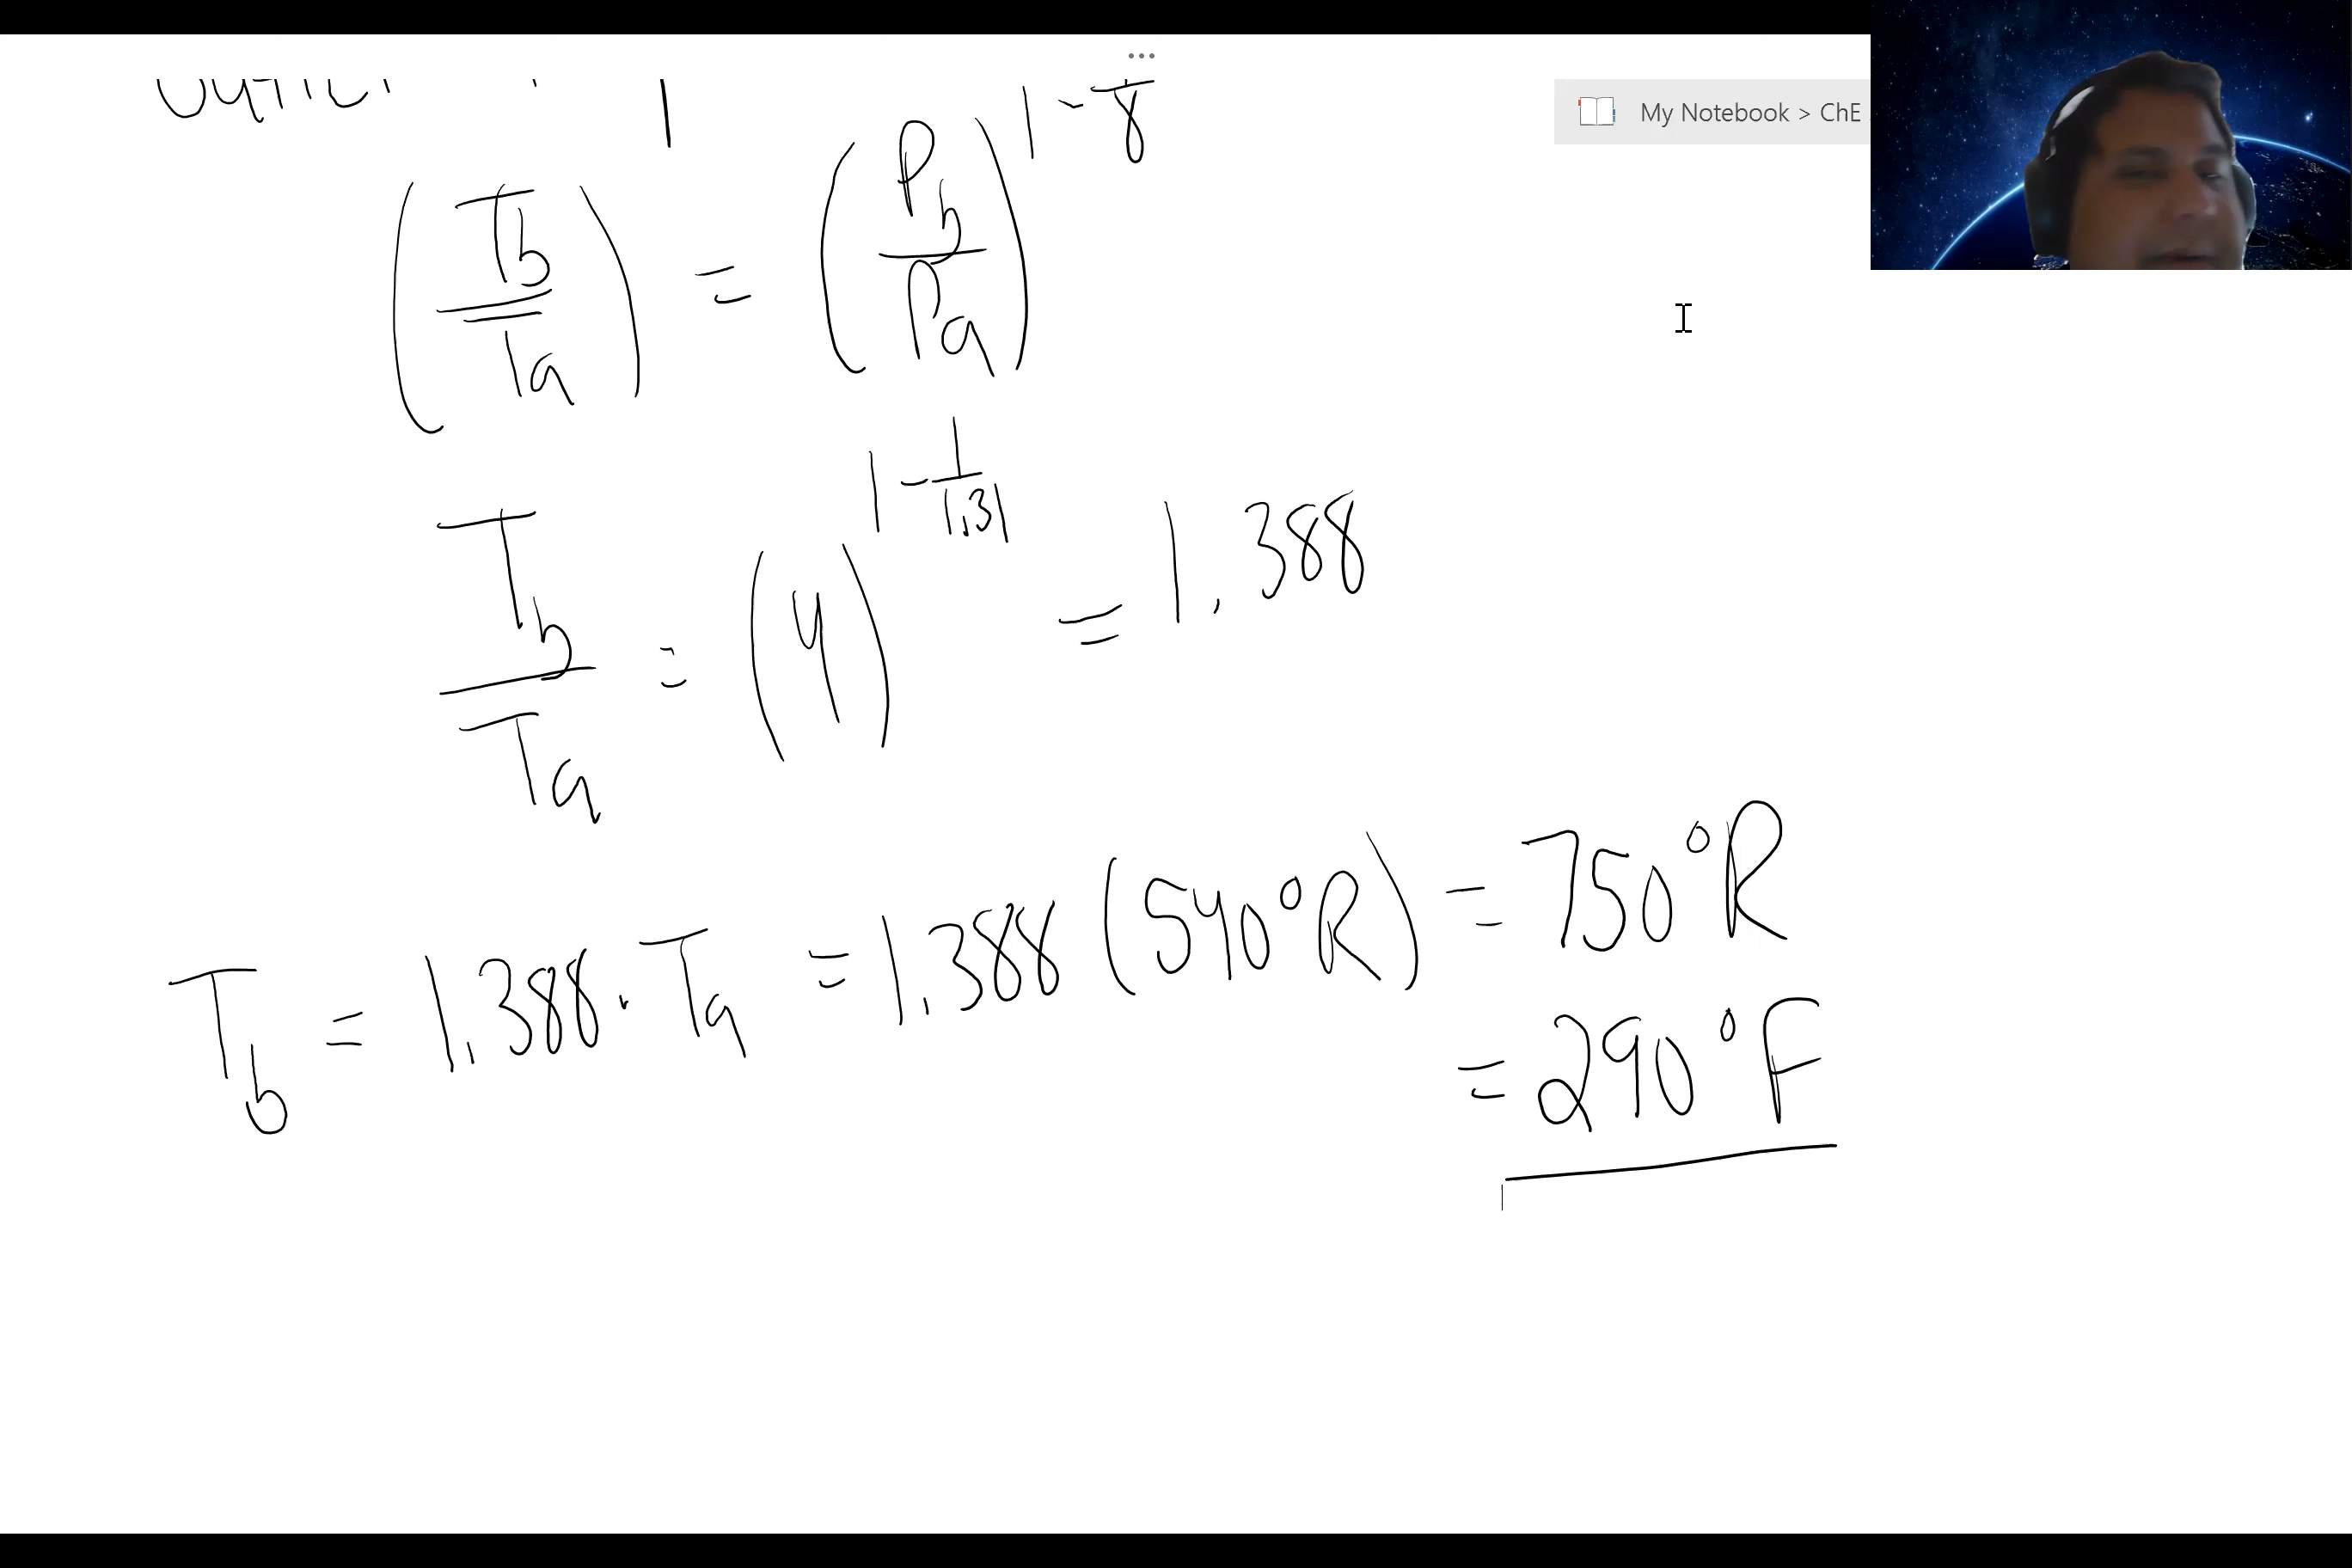 My Notebook > ChE
(Tb/Ta) = (Pb/Pa)^(1-1/γ)
Tb/Ta = (4)^(1-1/1.31) = 1.388
Tb = 1.388 · Ta = 1.388 (540°R) = 750°R
= 290°F